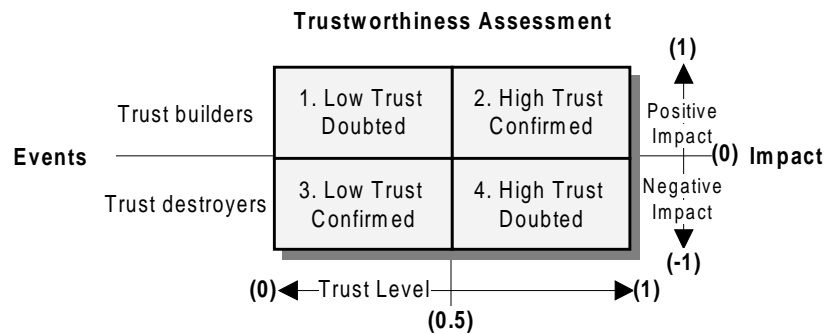 Trustworthiness Assessment
(1)
Trust builders
1. Low Trust
Doubted
2. High Trust
Confirmed
Positive
Impact
Events
(0) Impact
Trust destroyers
3. Low Trust
Confirmed
4. High Trust
Doubted
Negative
Impact
(-1)
(0) Trust Level (1)
(0.5)